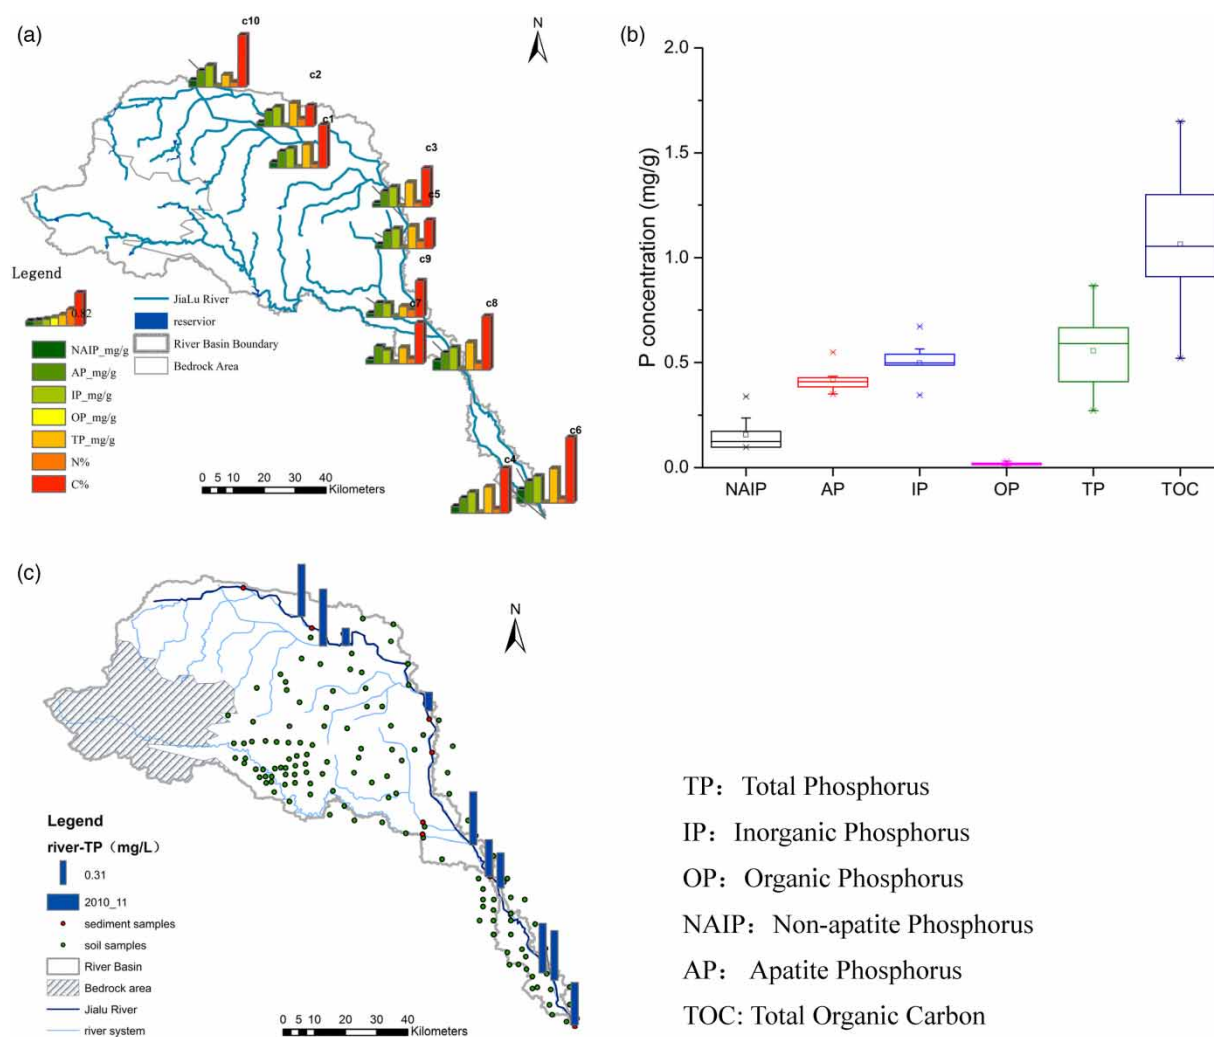 (a)
c10
N
c2
c1
c3
c5
c9
c7
c8
c6
c4
Legend
0.82
NAIP_mg/g
AP_mg/g
IP_mg/g
OP_mg/g
TP_mg/g
N%
C%
JiaLu River
reservior
River Basin Boundary
Bedrock Area
0 5 10 20 30 40
Kilometers
(b)
P concentration (mg/g)
2.0
1.5
1.0
0.5
0.0
NAIP AP IP OP TP TOC
(c)
N
Legend
river-TP（mg/L）
0.31
2010_11
sediment samples
soil samples
River Basin
Bedrock area
Jialu River
river system
0 5 10 20 30 40
Kilometers
TP： Total Phosphorus
IP： Inorganic Phosphorus
OP： Organic Phosphorus
NAIP： Non-apatite Phosphorus
AP： Apatite Phosphorus
TOC: Total Organic Carbon